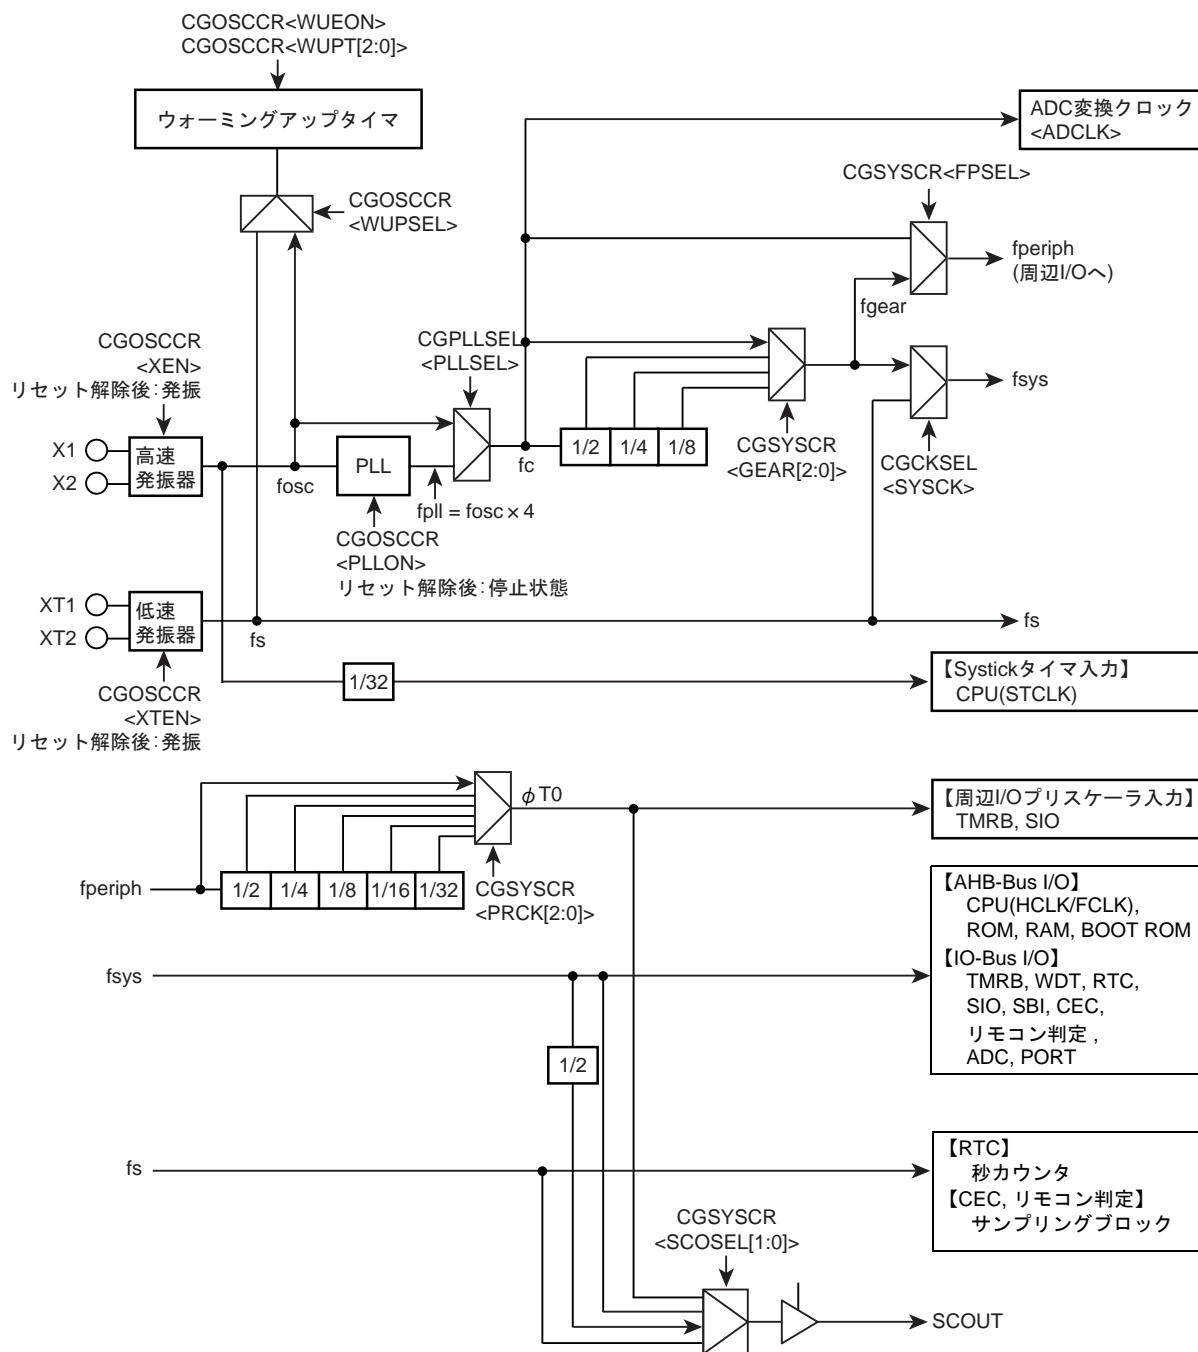 CGOSCCR<WUEON>
CGOSCCR<WUPT[2:0]>
ウォーミングアップタイマ
CGOSCCR
<WUPSEL>
ADC変換クロック
<ADCLK>
CGSYSCR<FPSEL>
fperiph
(周辺I/Oへ)
fgear
CGOSCCR
<XEN>
リセット解除後:発振
CGPLLSEL
<PLLSEL>
fsys
X1
X2
高速
発振器
fosc
PLL
fpll = fosc × 4
fc
1/2
1/4
1/8
CGSYSCR
<GEAR[2:0]>
CGCKSEL
<SYSCK>
CGOSCCR
<PLLON>
リセット解除後:停止状態
XT1
XT2
低速
発振器
fs
fs
CGOSCCR
<XTEN>
リセット解除後:発振
1/32
【Systickタイマ入力】
CPU(STCLK)
φT0
【周辺I/Oプリスケーラ入力】
TMRB, SIO
fperiph
1/2
1/4
1/8
1/16
1/32
CGSYSCR
<PRCK[2:0]>
【AHB-Bus I/O】
CPU(HCLK/FCLK),
ROM, RAM, BOOT ROM
【IO-Bus I/O】
TMRB, WDT, RTC,
SIO, SBI, CEC,
リモコン判定 ,
ADC, PORT
fsys
1/2
fs
【RTC】
秒カウンタ
【CEC, リモコン判定】
サンプリングブロック
CGSYSCR
<SCOSEL[1:0]>
SCOUT